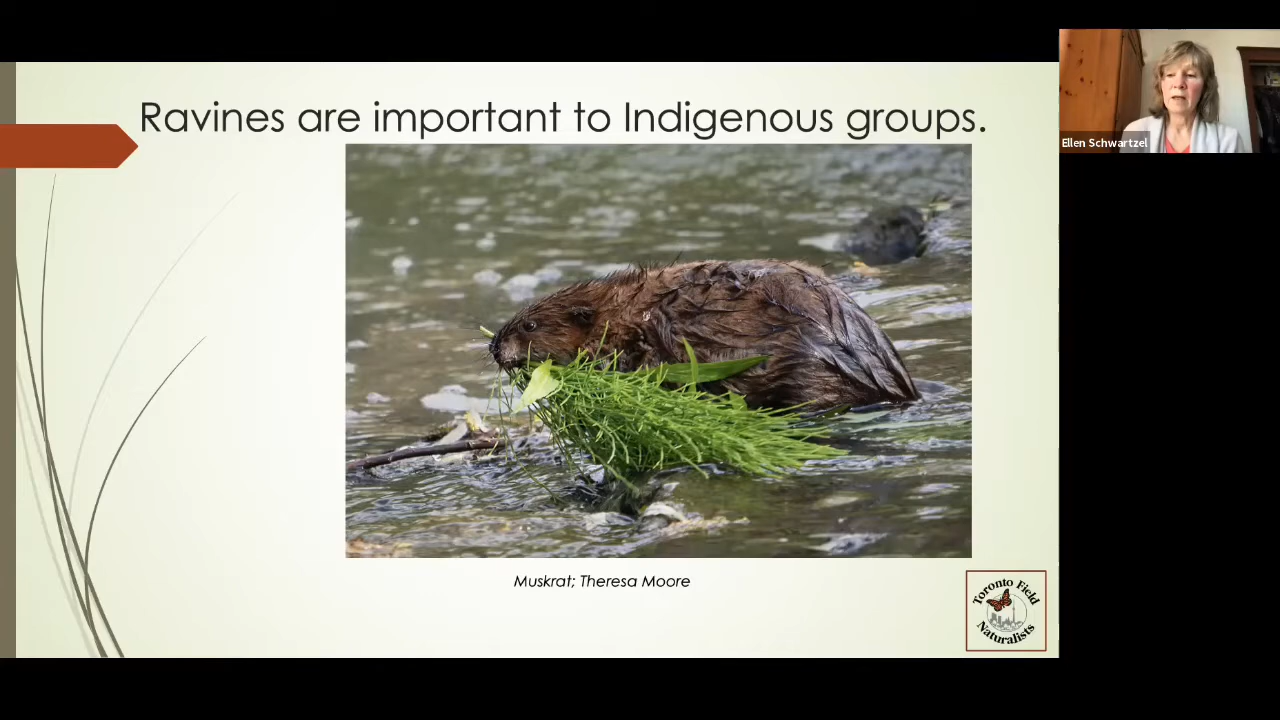 Ravines are important to Indigenous groups.
Ellen Schwartzel
Muskrat; Theresa Moore
Toronto Field
Naturalists